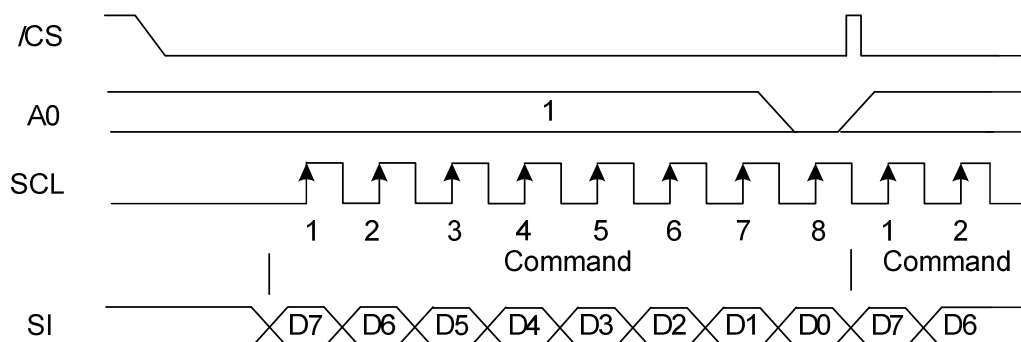 /CS
A0 1
SCL
1 2 3 4 5 6 7 8 1 2
Command Command
SI D7 D6 D5 D4 D3 D2 D1 D0 D7 D6